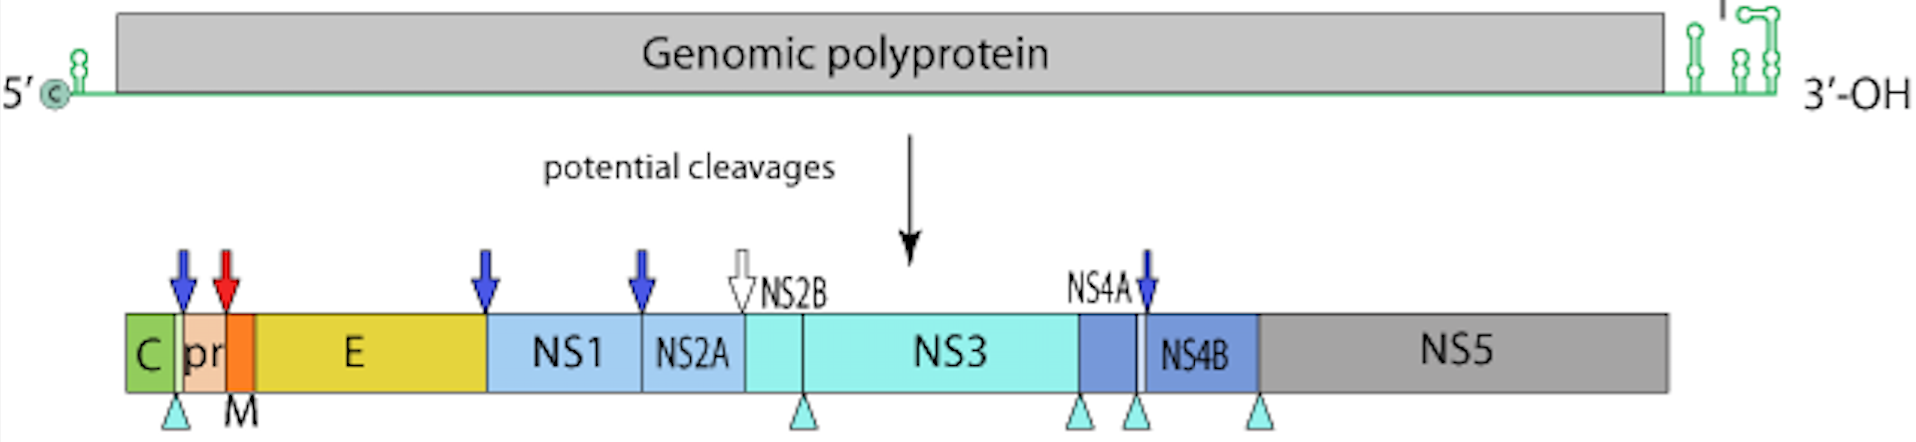 Genomic polyprotein
5′ C 3′-OH
potential cleavages
NS2B NS4A
C pr E NS1 NS2A NS3 NS4B NS5
M